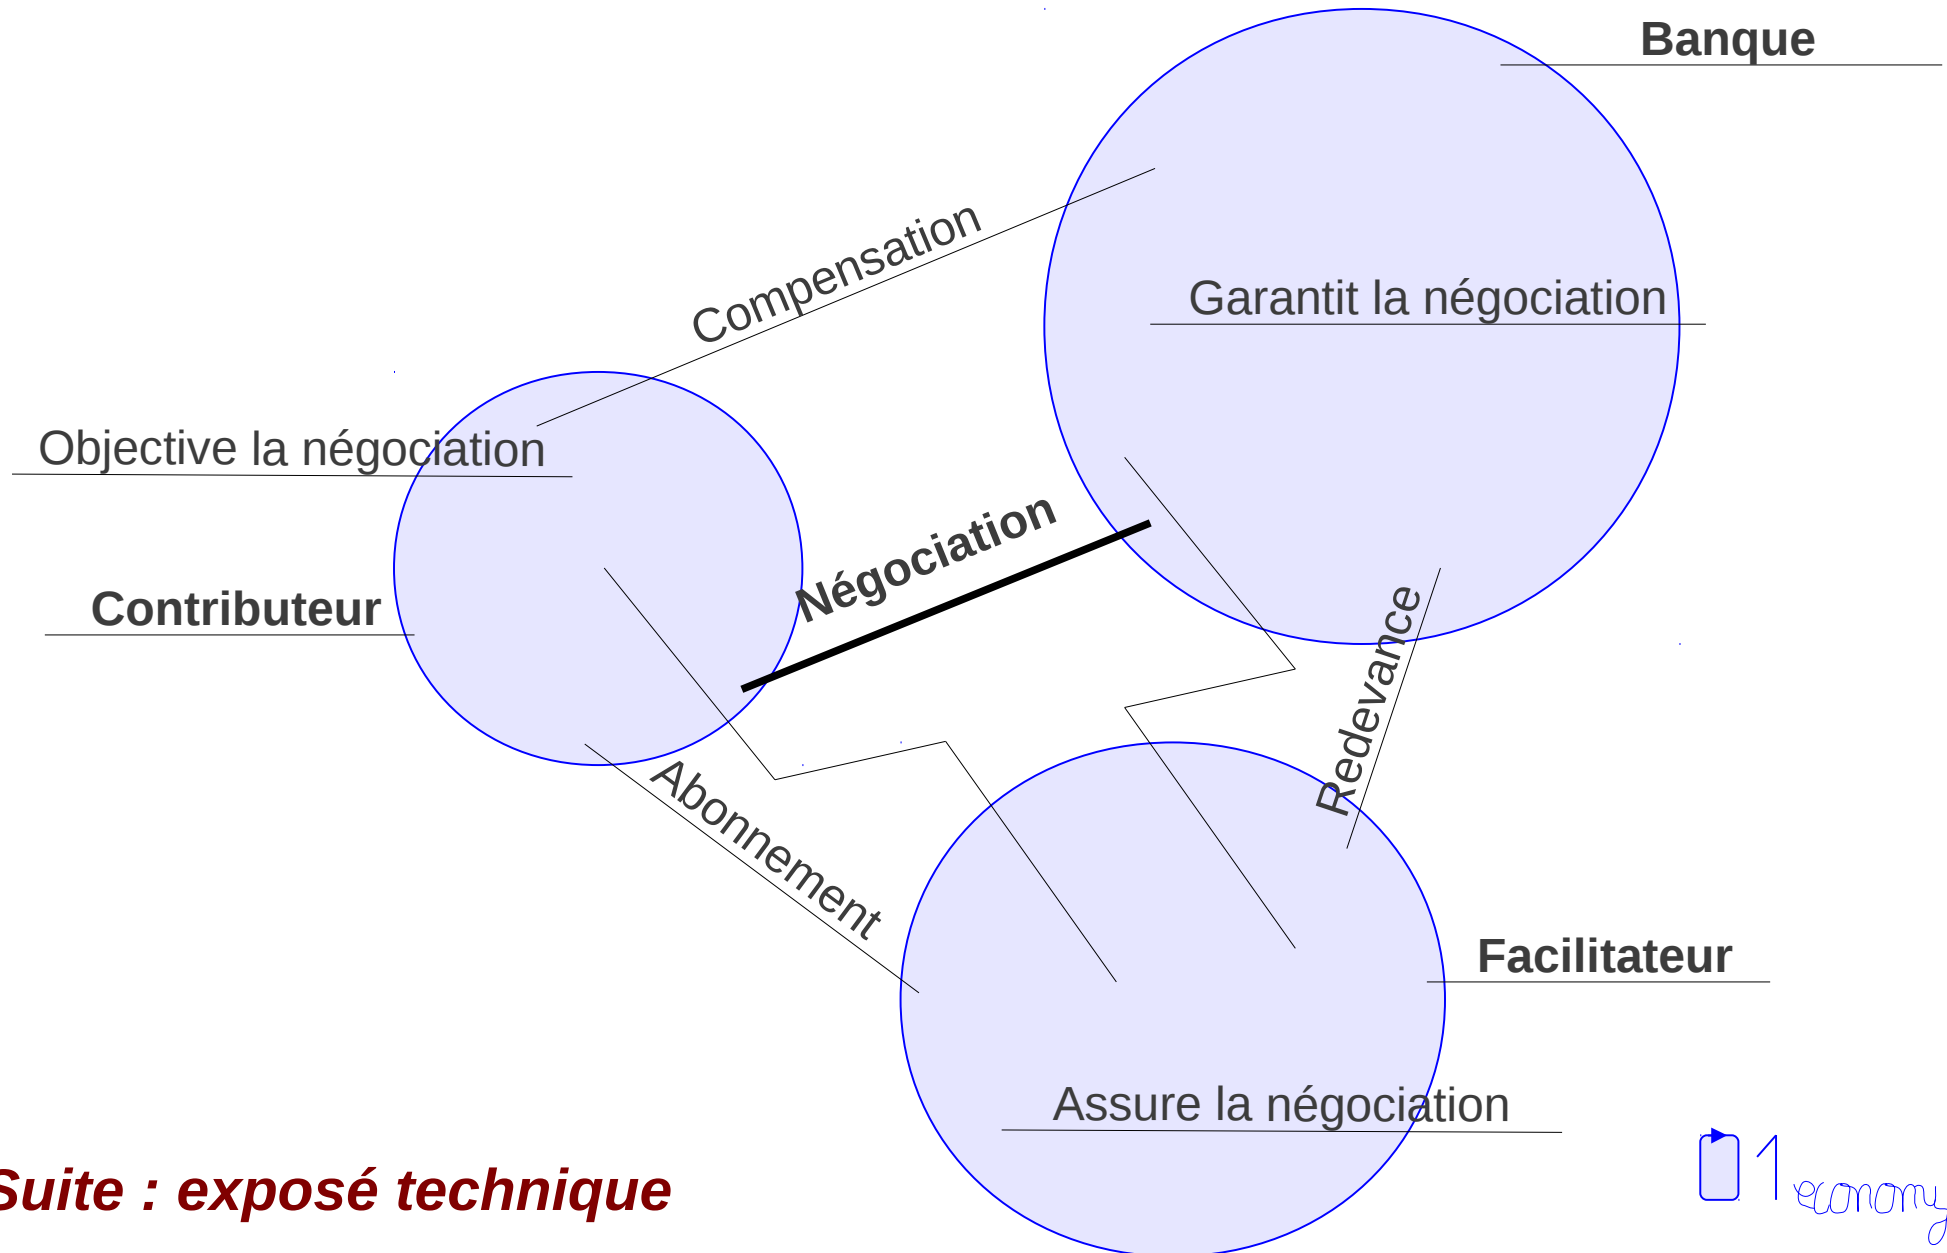 Banque
Compensation
Garantit la négociation
Objective la négociation
Négociation
Contributeur
Redevance
Abonnement
Facilitateur
Assure la négociation
Suite : exposé technique
1 economy